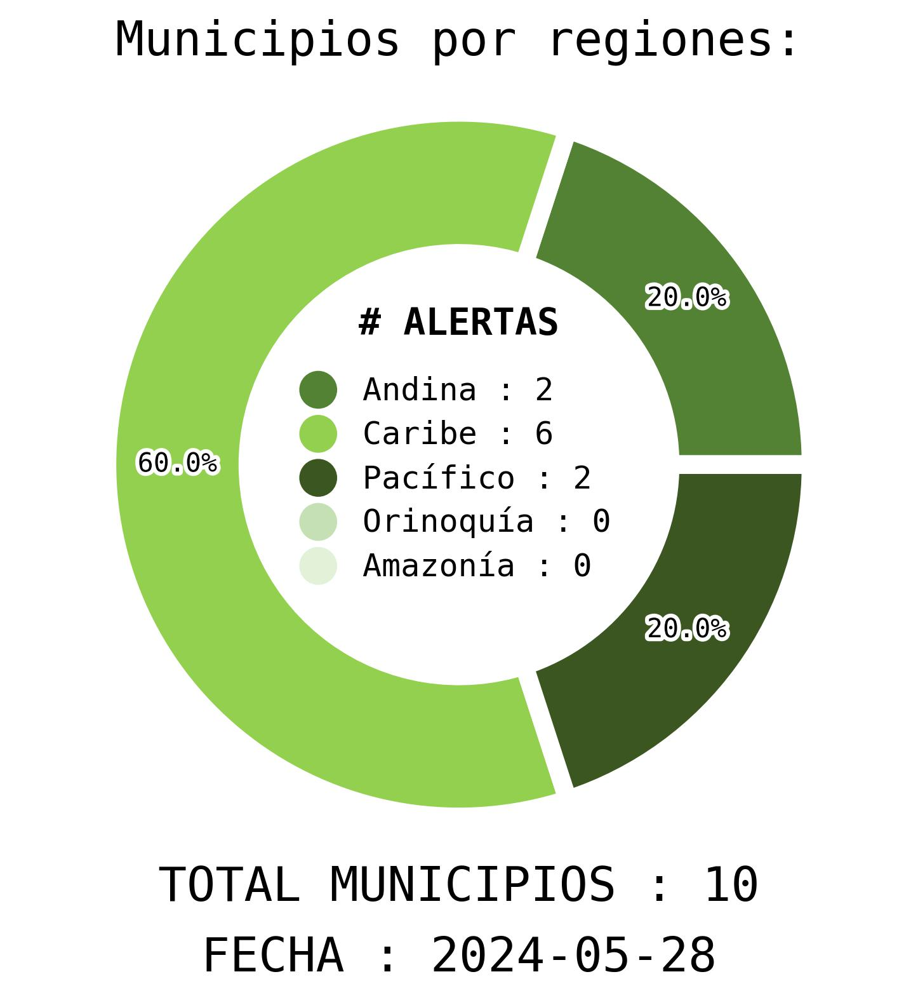 Municipios por regiones:
20.0%
# ALERTAS
Andina : 2
Caribe : 6
60.0%
Pacífico : 2
Orinoquía : 0
Amazonía : 0
20.0%
TOTAL MUNICIPIOS : 10
FECHA : 2024-05-28